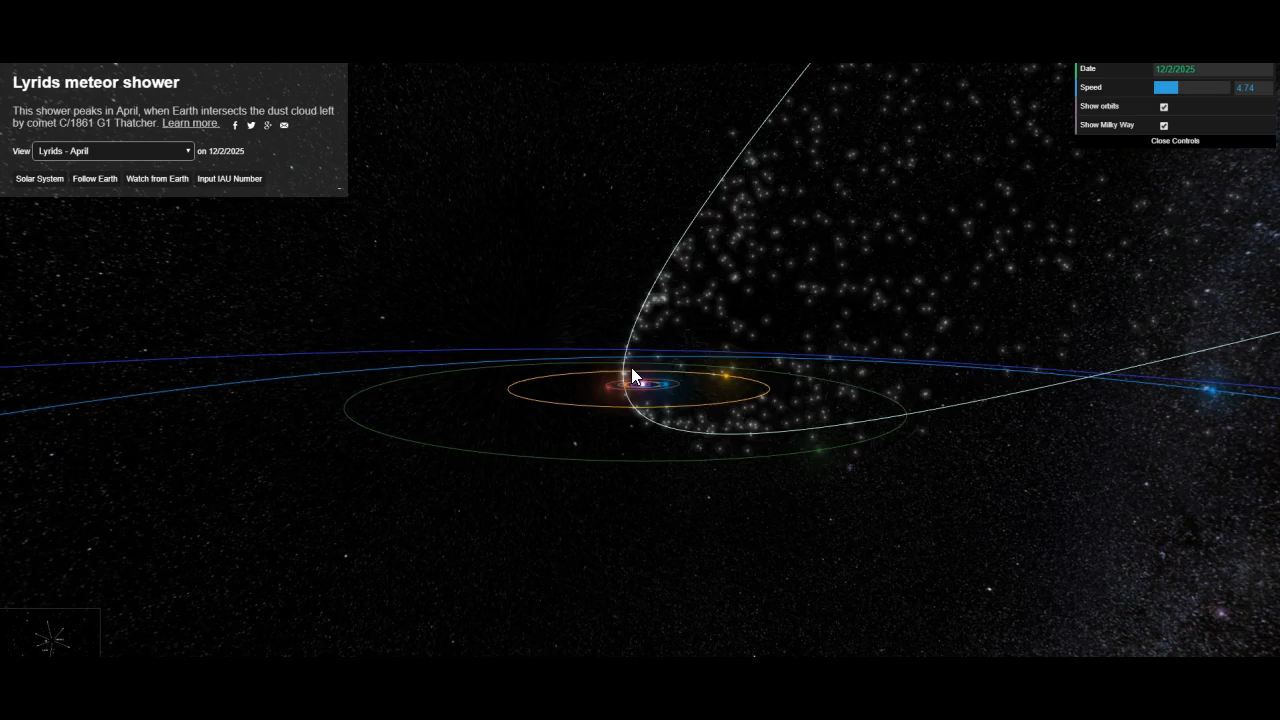 Lyrids meteor shower
This shower peaks in April, when Earth intersects the dust cloud left
by comet C/1861 G1 Thatcher. Learn more.
View Lyrids - April on 12/2/2025
Solar System Follow Earth Watch from Earth Input IAU Number
Date 12/2/2025
Speed 4.74
Show orbits
Show Milky Way
Close Controls